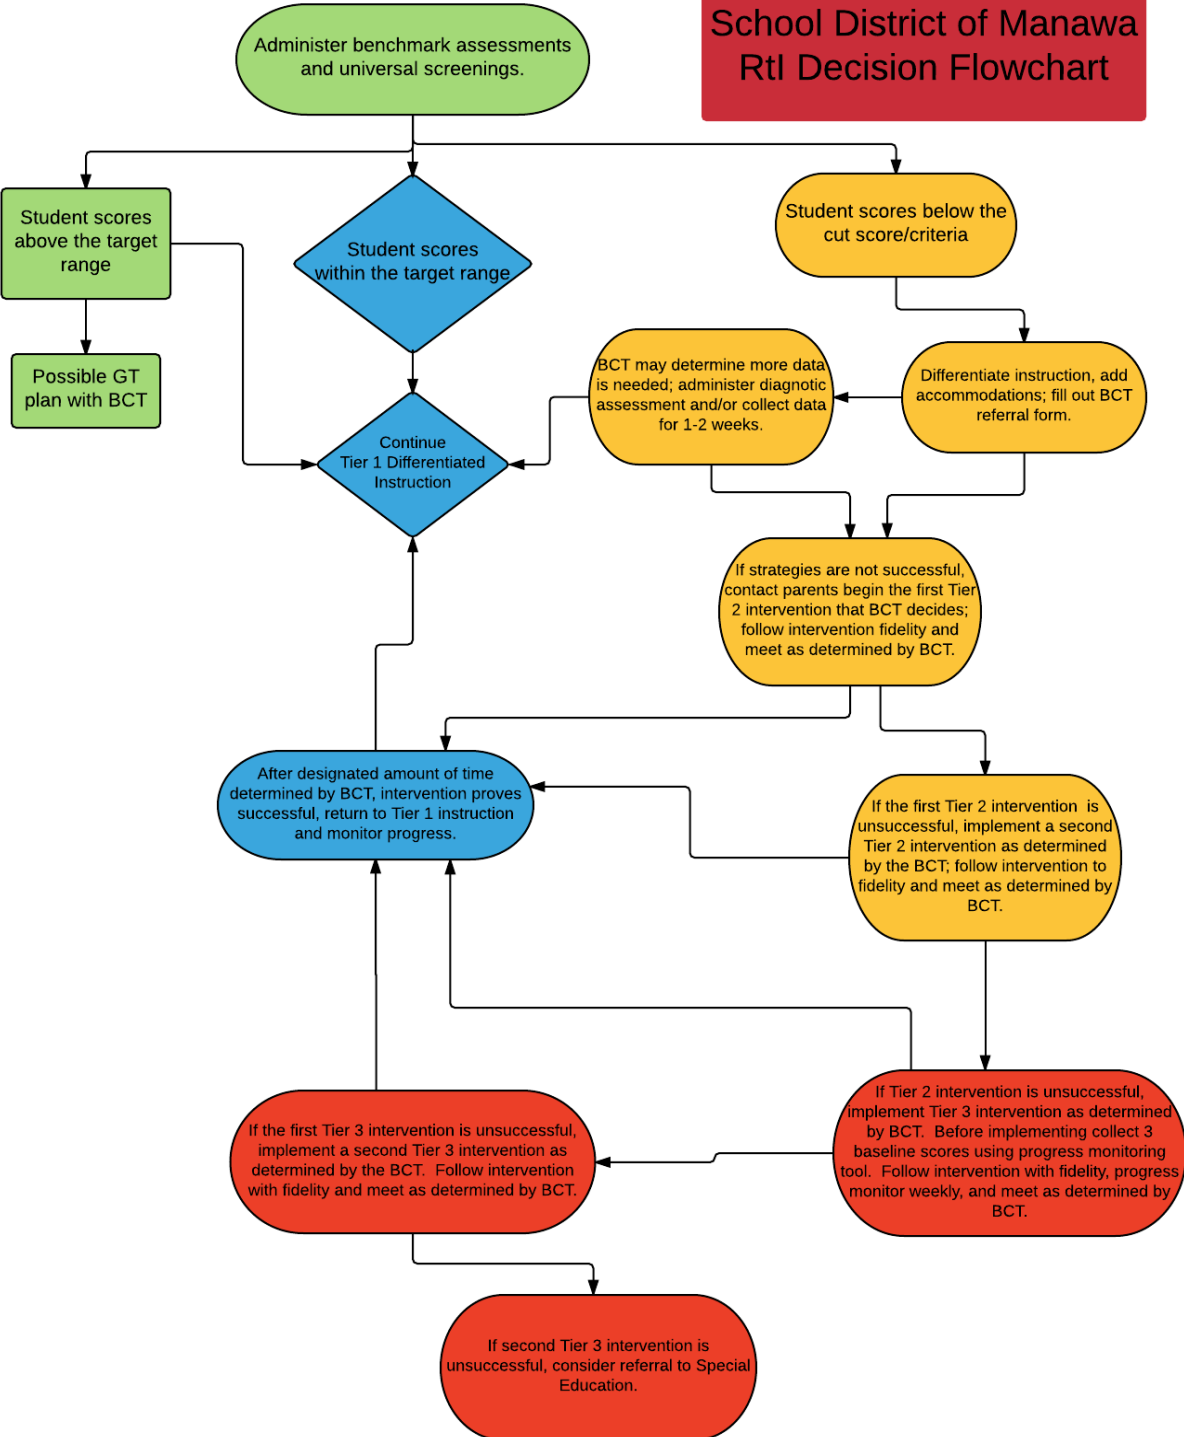 School District of Manawa
RtI Decision Flowchart
Administer benchmark assessments
and universal screenings.
Student scores
above the target
range
Student scores
within the target range
Student scores below the
cut score/criteria
Possible GT
plan with BCT
Continue
Tier 1 Differentiated
Instruction
BCT may determine more data
is needed; administer diagnotic
assessment and/or collect data
for 1-2 weeks.
Differentiate instruction, add
accommodations; fill out BCT
referral form.
If strategies are not successful,
contact parents begin the first Tier
2 intervention that BCT decides;
follow intervention fidelity and
meet as determined by BCT.
After designated amount of time
determined by BCT, intervention proves
successful, return to Tier 1 instruction
and monitor progress.
If the first Tier 2 intervention  is
unsuccessful, implement a second
Tier 2 intervention as determined
by the BCT; follow intervention to
fidelity and meet as determined by
BCT.
If the first Tier 3 intervention is unsuccessful,
implement a second Tier 3 intervention as
determined by the BCT.  Follow intervention
with fidelity and meet as determined by BCT.
If Tier 2 intervention is unsuccessful,
implement Tier 3 intervention as determined
by BCT.  Before implementing collect 3
baseline scores using progress monitoring
tool.  Follow intervention with fidelity, progress
monitor weekly, and meet as determined by
BCT.
If second Tier 3 intervention is
unsuccessful, consider referral to Special
Education.